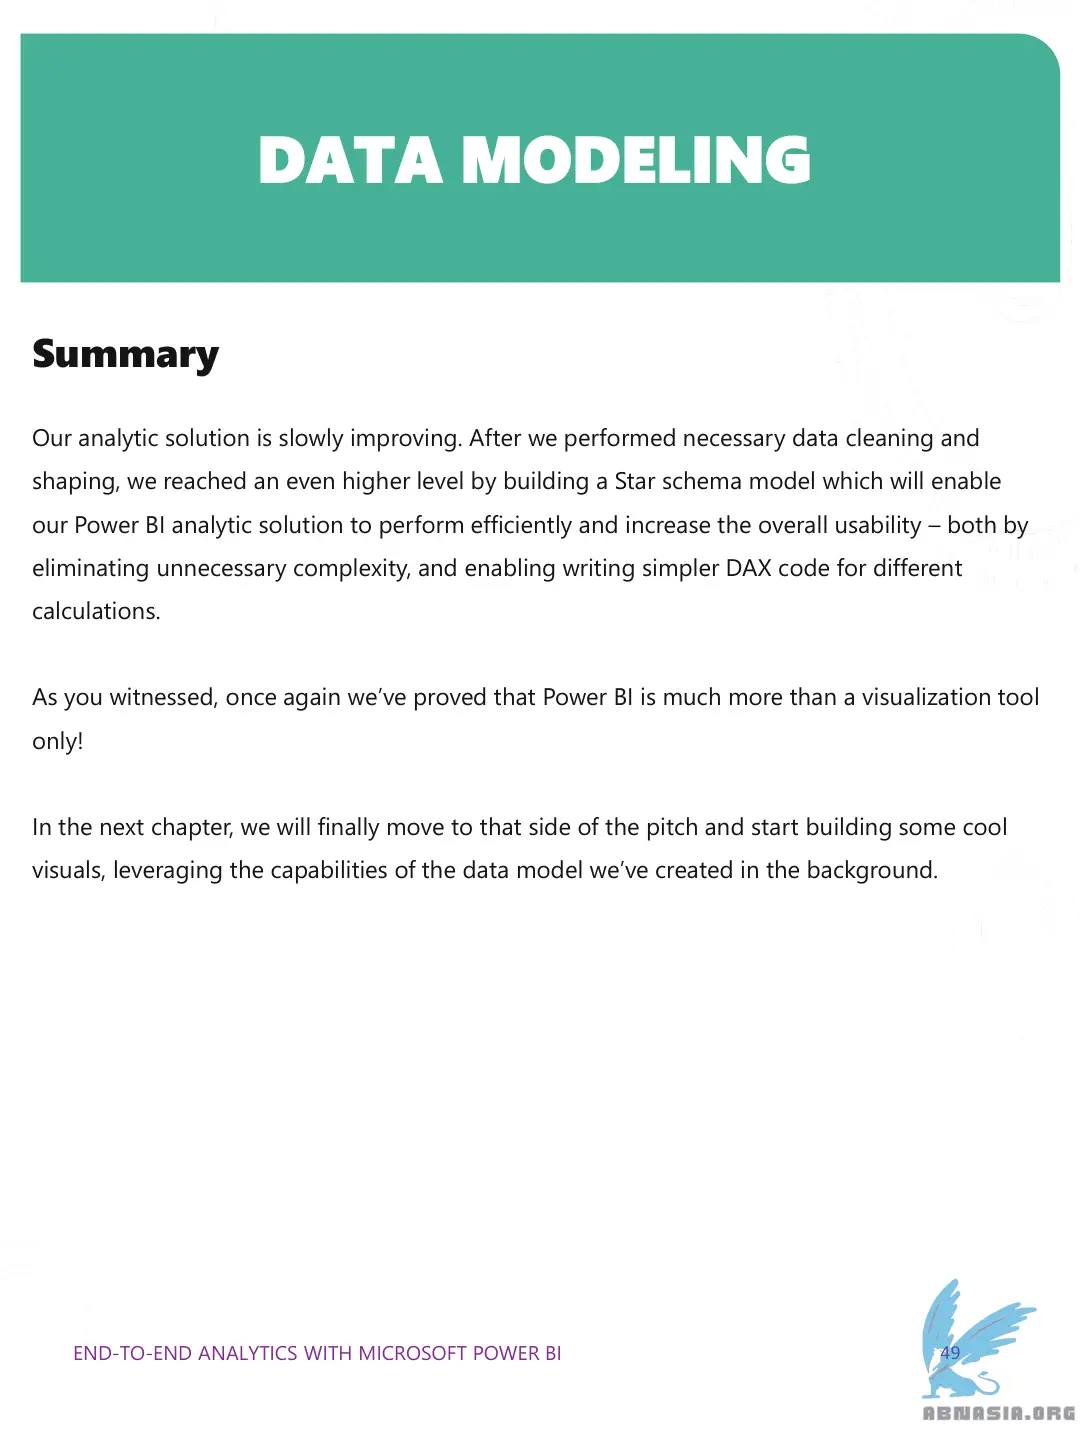 DATA MODELING
Summary
Our analytic solution is slowly improving. After we performed necessary data cleaning and
shaping, we reached an even higher level by building a Star schema model which will enable
our Power BI analytic solution to perform efficiently and increase the overall usability – both by
eliminating unnecessary complexity, and enabling writing simpler DAX code for different
calculations.
As you witnessed, once again we’ve proved that Power BI is much more than a visualization tool
only!
In the next chapter, we will finally move to that side of the pitch and start building some cool
visuals, leveraging the capabilities of the data model we’ve created in the background.
END-TO-END ANALYTICS WITH MICROSOFT POWER BI
49
ABNASIA.ORG